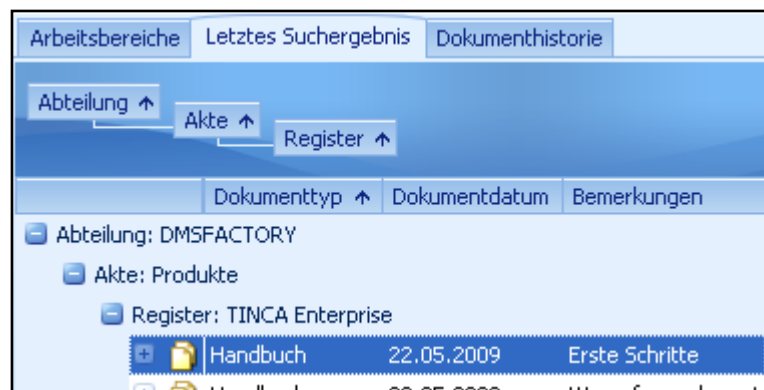 Arbeitsbereiche Letztes Suchergebnis Dokumenthistorie
Abteilung
Akte
Register
Dokumenttyp Dokumentdatum Bemerkungen
Abteilung: DMSFACTORY
Akte: Produkte
Register: TINCA Enterprise
Handbuch 22.05.2009 Erste Schritte